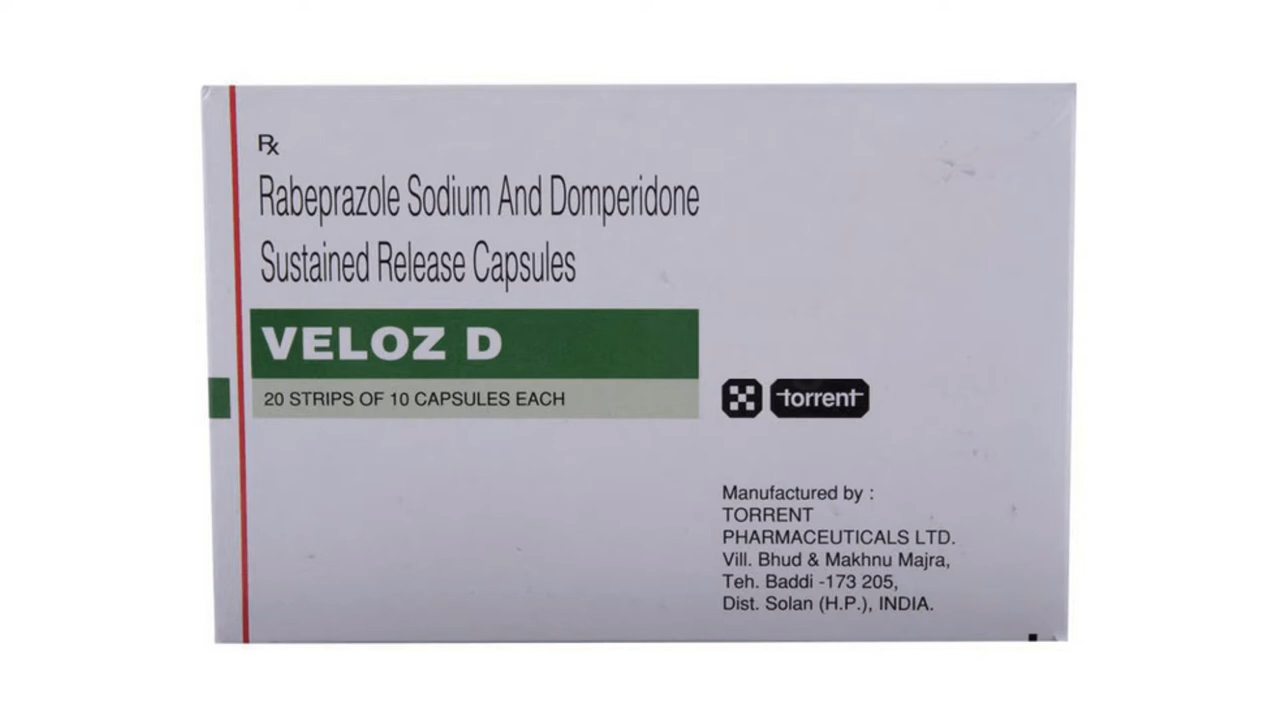 Rx
Rabeprazole Sodium And Domperidone
Sustained Release Capsules
VELOZ D
20 STRIPS OF 10 CAPSULES EACH
torrent
Manufactured by :
TORRENT
PHARMACEUTICALS LTD.
Vill. Bhud & Makhnu Majra,
Teh. Baddi -173 205,
Dist. Solan (H.P.), INDIA.